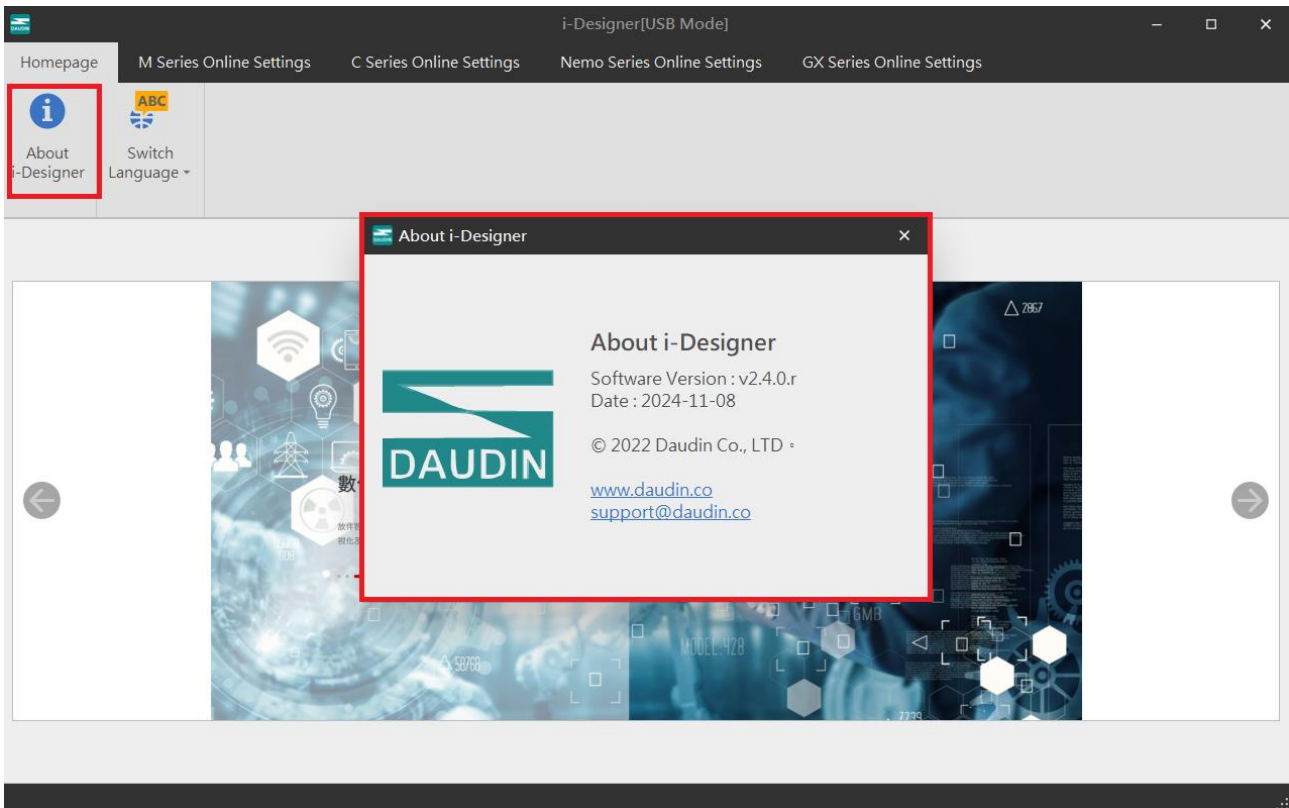 i-Designer[USB Mode]
Homepage
M Series Online Settings
C Series Online Settings
Nemo Series Online Settings
GX Series Online Settings
About
i-Designer
ABC
Switch
Language
About i-Designer
DAUDIN
About i-Designer
Software Version : v2.4.0.r
Date : 2024-11-08
© 2022 Daudin Co., LTD。
www.daudin.co
support@daudin.co
數
2867
GMB
MODEL:428
58768
7239